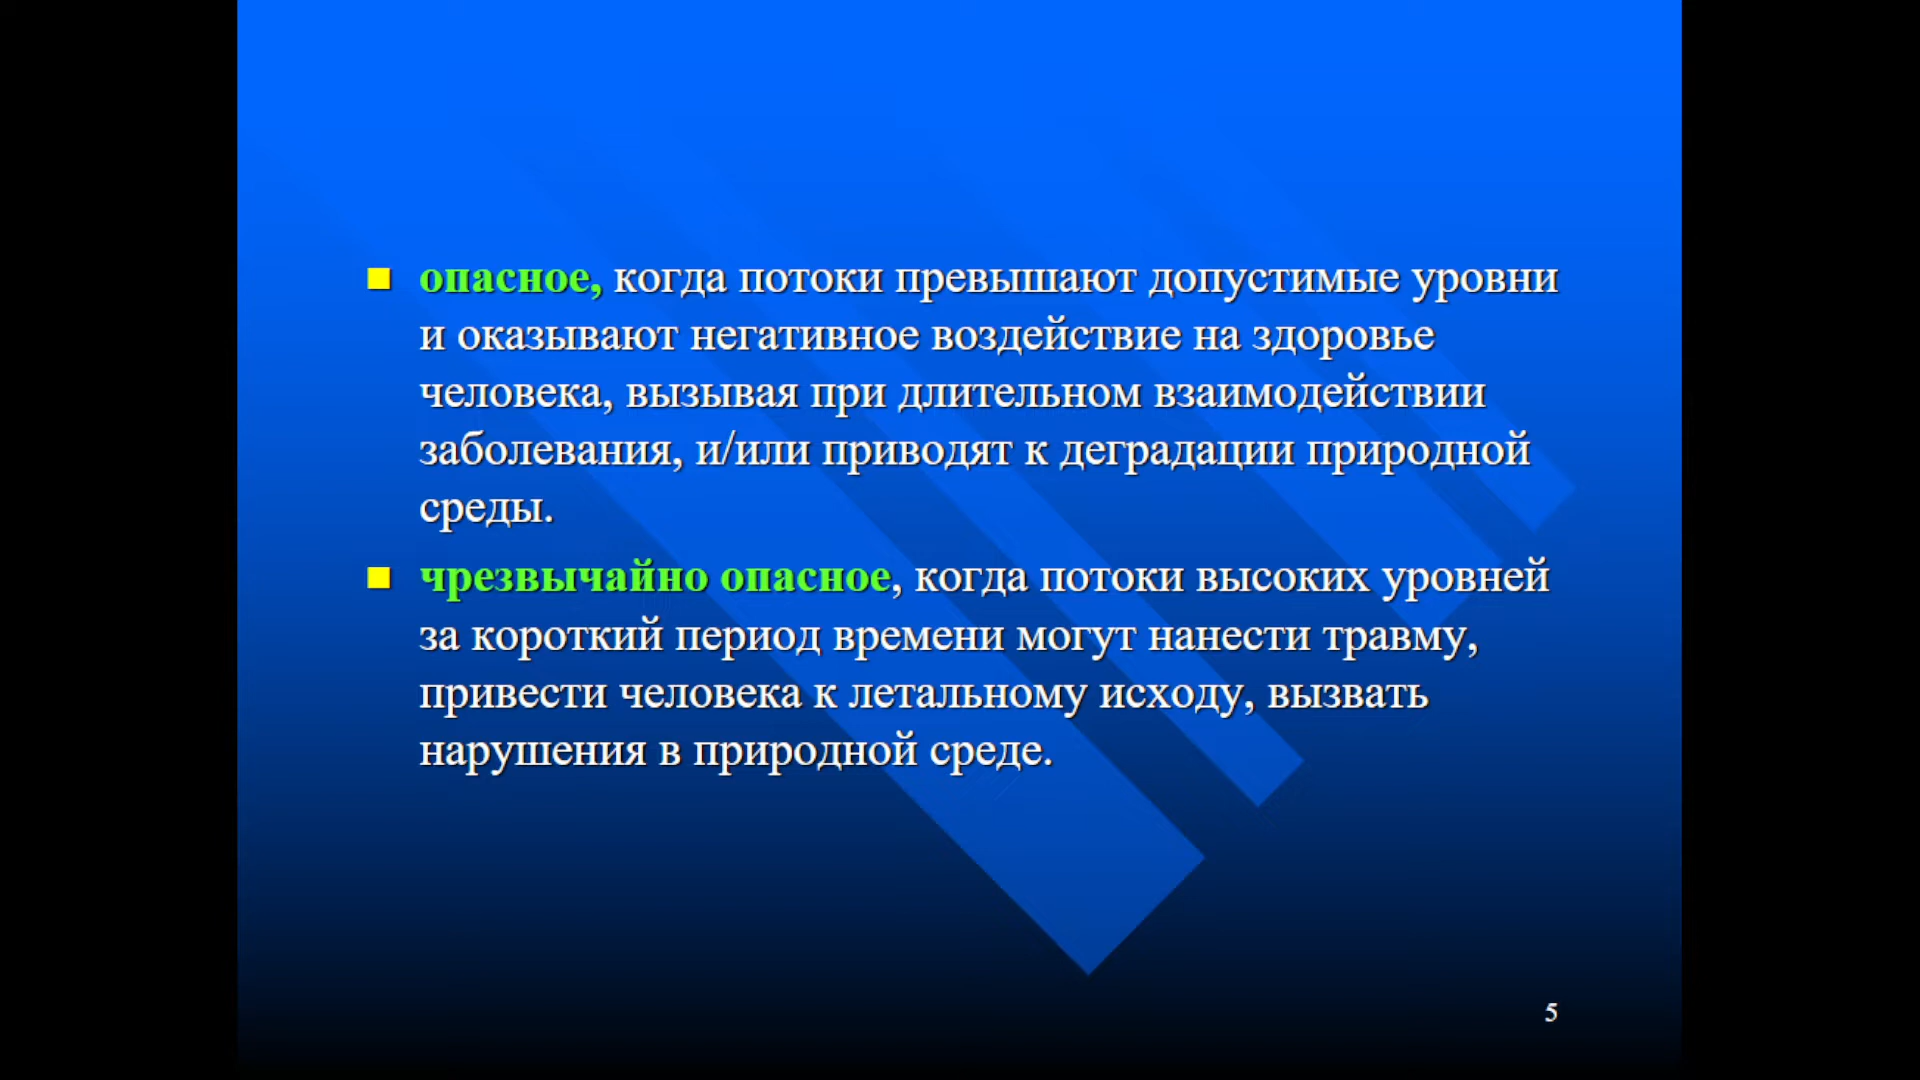 опасное, когда потоки превышают допустимые уровни
и оказывают негативное воздействие на здоровье
человека, вызывая при длительном взаимодействии
заболевания, и/или приводят к деградации природной
среды.
чрезвычайно опасное, когда потоки высоких уровней
за короткий период времени могут нанести травму,
привести человека к летальному исходу, вызвать
нарушения в природной среде.
5